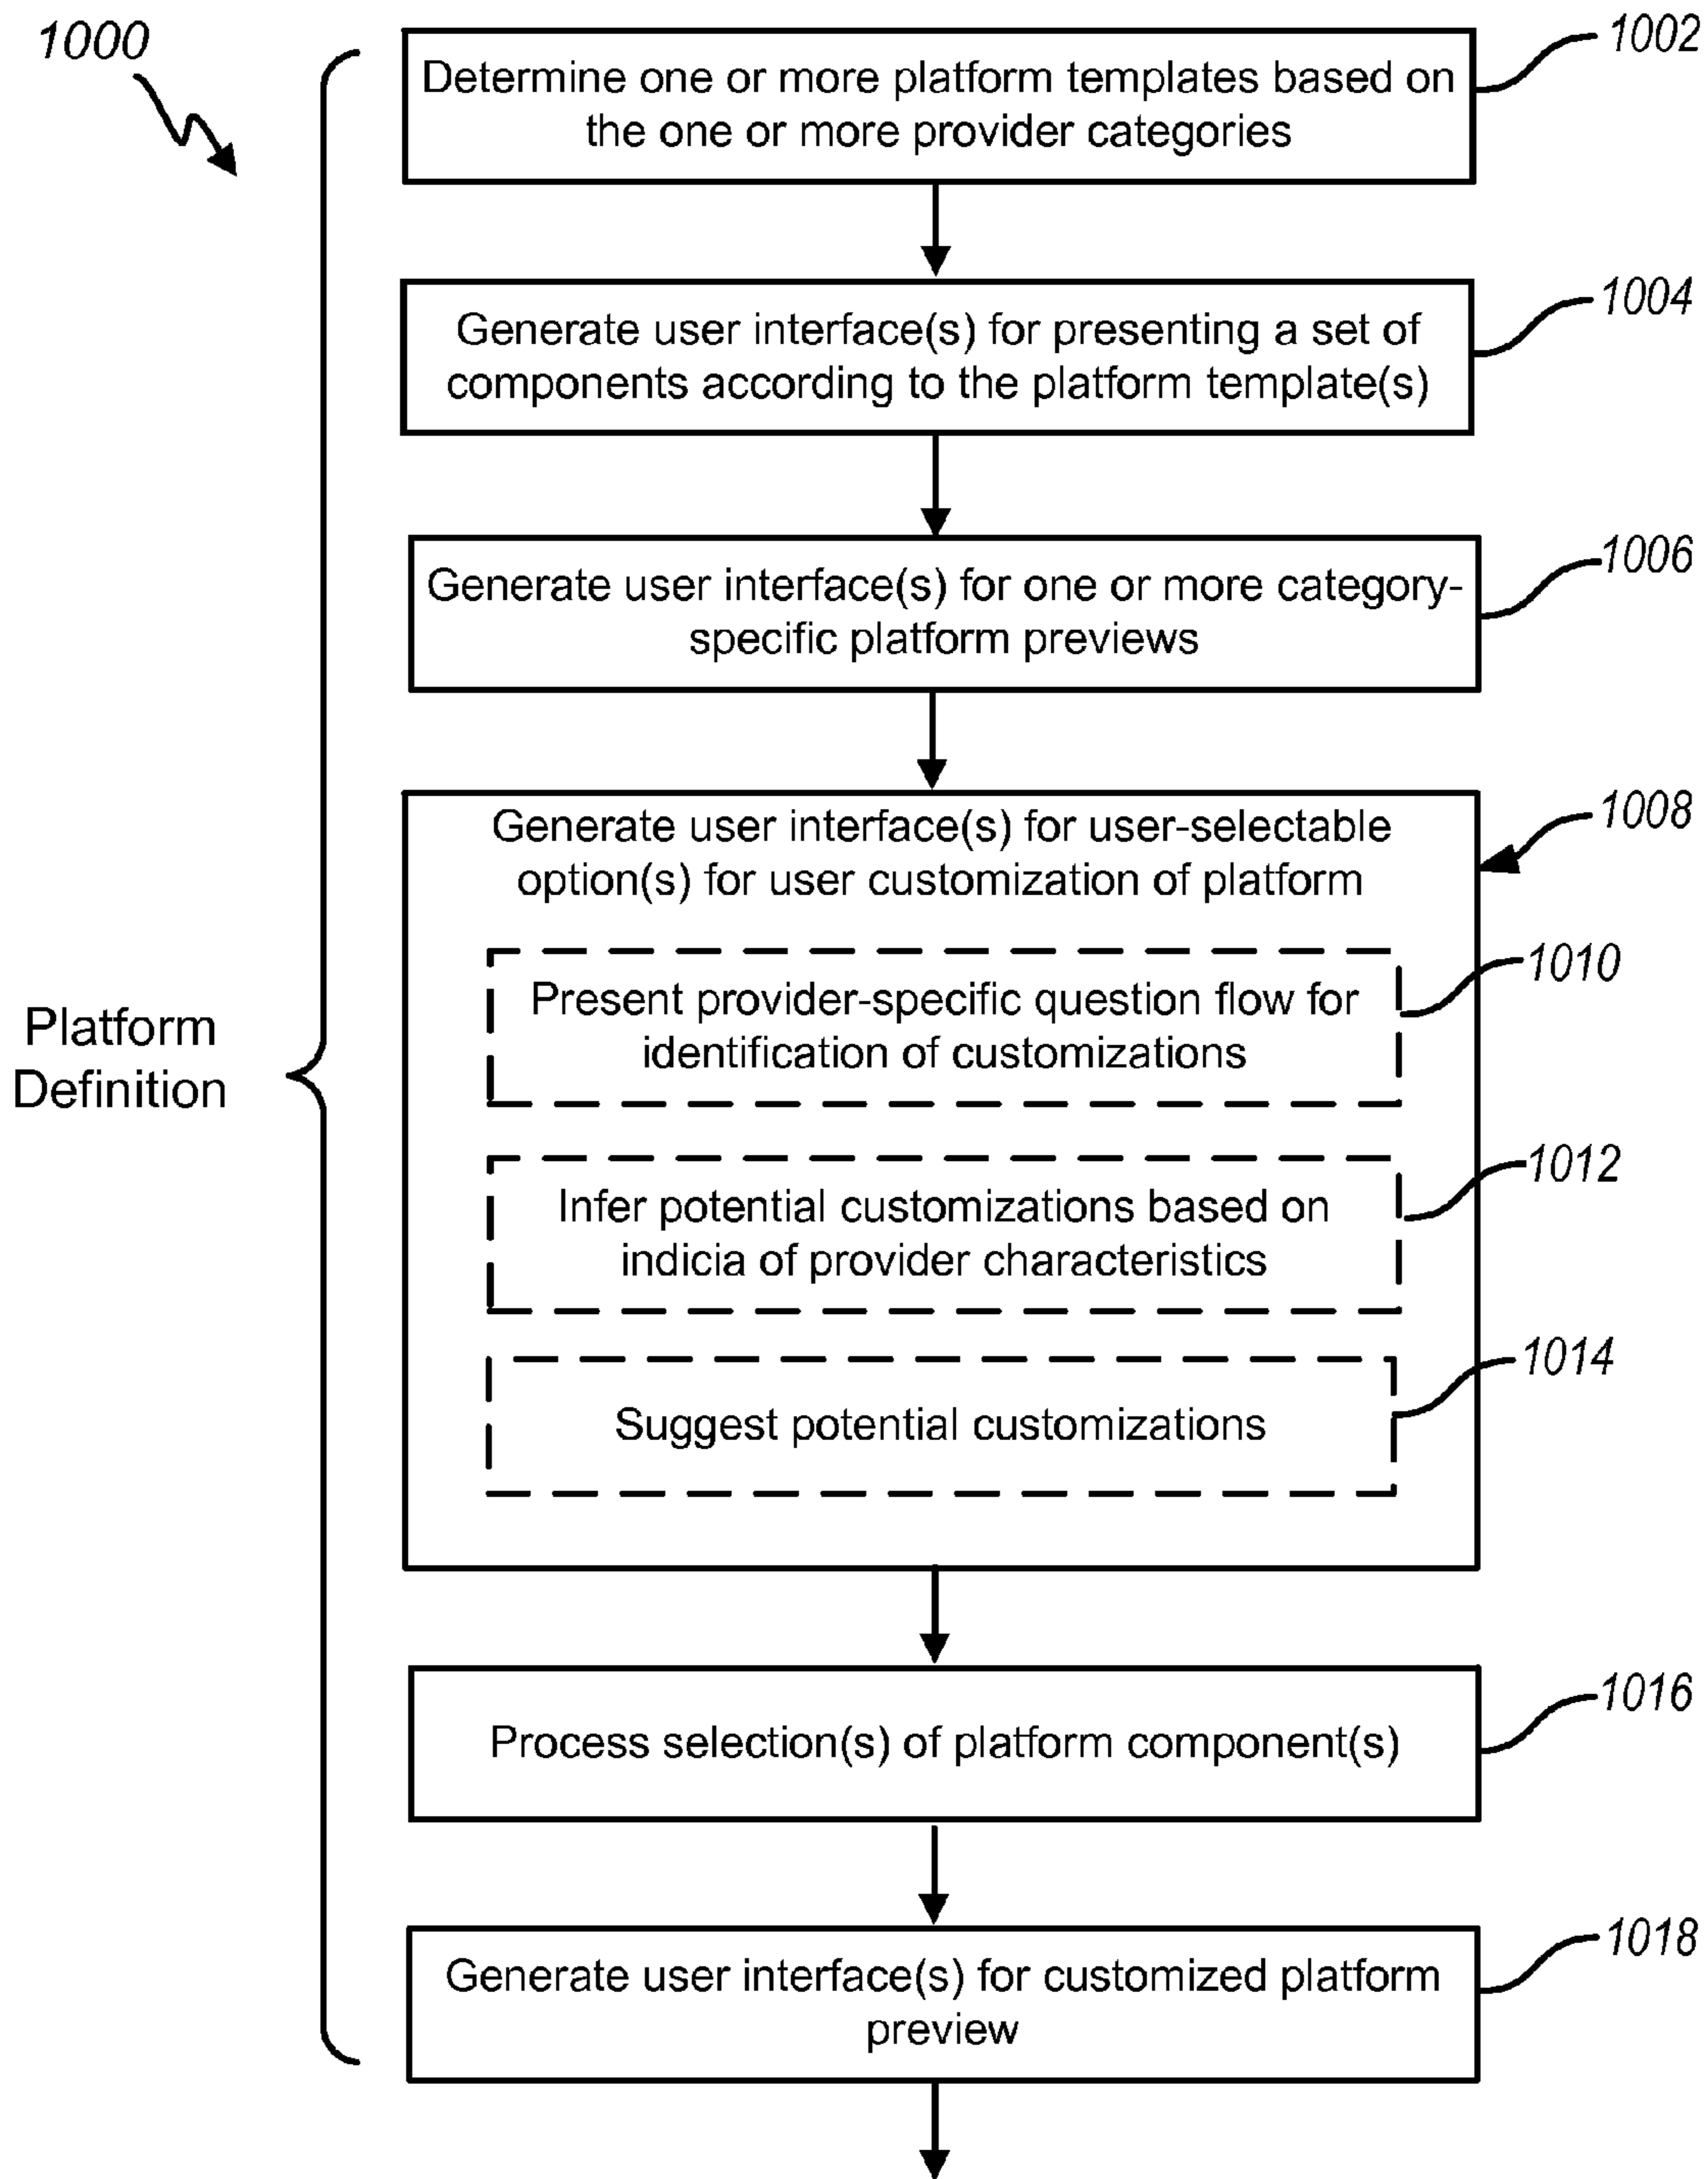 1000
1002
Determine one or more platform templates based on
the one or more provider categories
1004
Generate user interface(s) for presenting a set of
components according to the platform template(s)
1006
Generate user interface(s) for one or more category-
specific platform previews
1008
Generate user interface(s) for user-selectable
option(s) for user customization of platform
1010
Present provider-specific question flow for
identification of customizations
Platform
Definition
1012
Infer potential customizations based on
indicia of provider characteristics
1014
Suggest potential customizations
1016
Process selection(s) of platform component(s)
1018
Generate user interface(s) for customized platform
preview